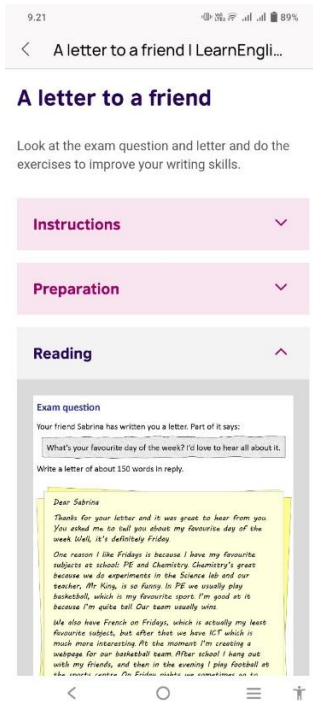 9.21
89%
A letter to a friend I LearnEngli...
A letter to a friend
Look at the exam question and letter and do the
exercises to improve your writing skills.
Instructions
Preparation
Reading
Exam question
Your friend Sabrina has written you a letter. Part of it says:
What's your favourite day of the week? I'd love to hear all about it.
Write a letter of about 150 words in reply.
Dear Sabrina
Thanks for your letter and it was great to hear from you.
You asked me to tell you about my favourite day of the
week. Well, it's definitely Friday.
One reason I like Fridays is because I have my favourite
subjects at school: PE and Chemistry. Chemistry's great
because we do experiments in the Science lab and our
teacher, Mr King, is so funny. In PE we usually play
basketball, which is my favourite sport. I'm good at it
because I'm quite tall. Our team usually wins.
We also have French on Fridays, which is actually my least
favourite subject, but after that we have ICT which is
much more interesting. At the moment I'm creating a
webpage for our basketball team. After school I hang out
with my friends, and then in the evening I play football at
the sports centre. On Friday nights we sometimes go to